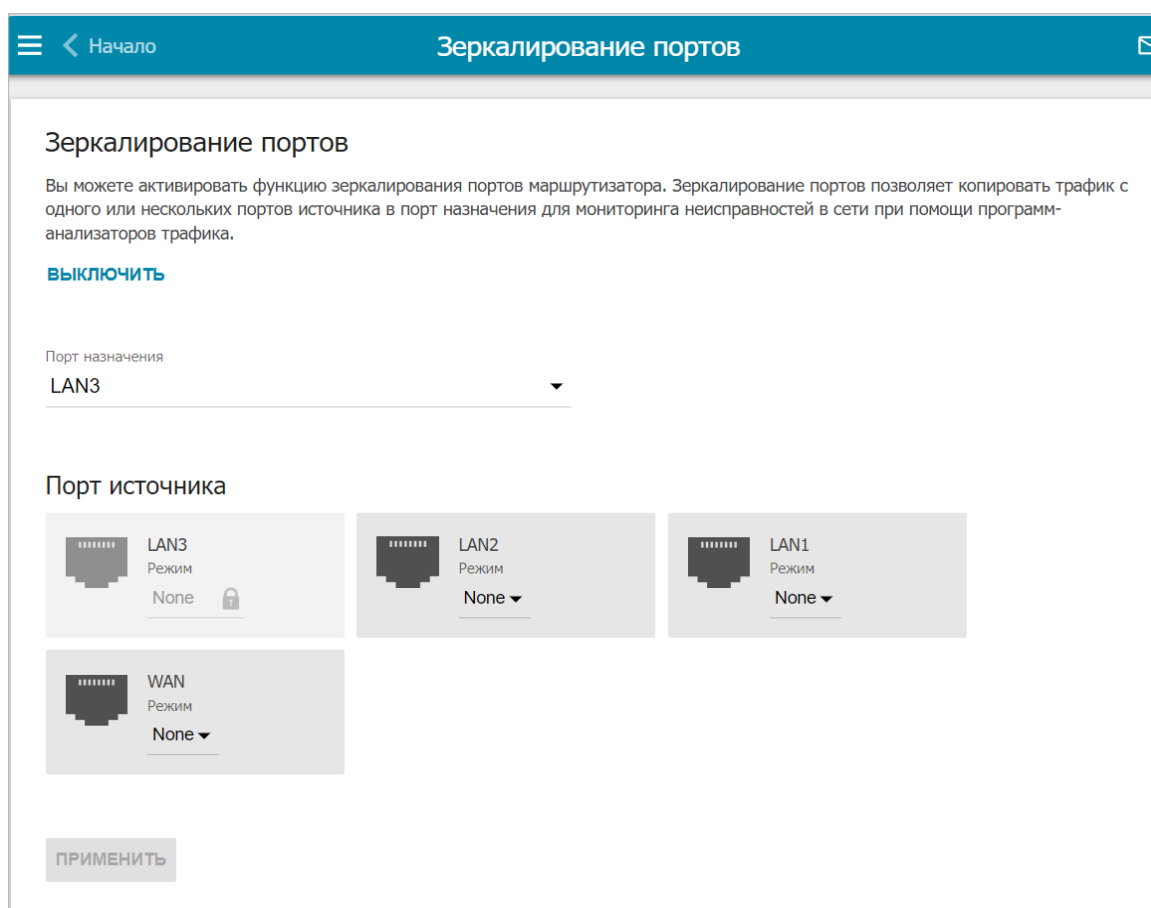 Начало
Зеркалирование портов
Зеркалирование портов
Вы можете активировать функцию зеркалирования портов маршрутизатора. Зеркалирование портов позволяет копировать трафик с
одного или нескольких портов источника в порт назначения для мониторинга неисправностей в сети при помощи программ-
анализаторов трафика.
ВЫКЛЮЧИТЬ
Порт назначения
LAN3
Порт источника
LAN3
Режим
None
LAN2
Режим
None
LAN1
Режим
None
WAN
Режим
None
ПРИМЕНИТЬ